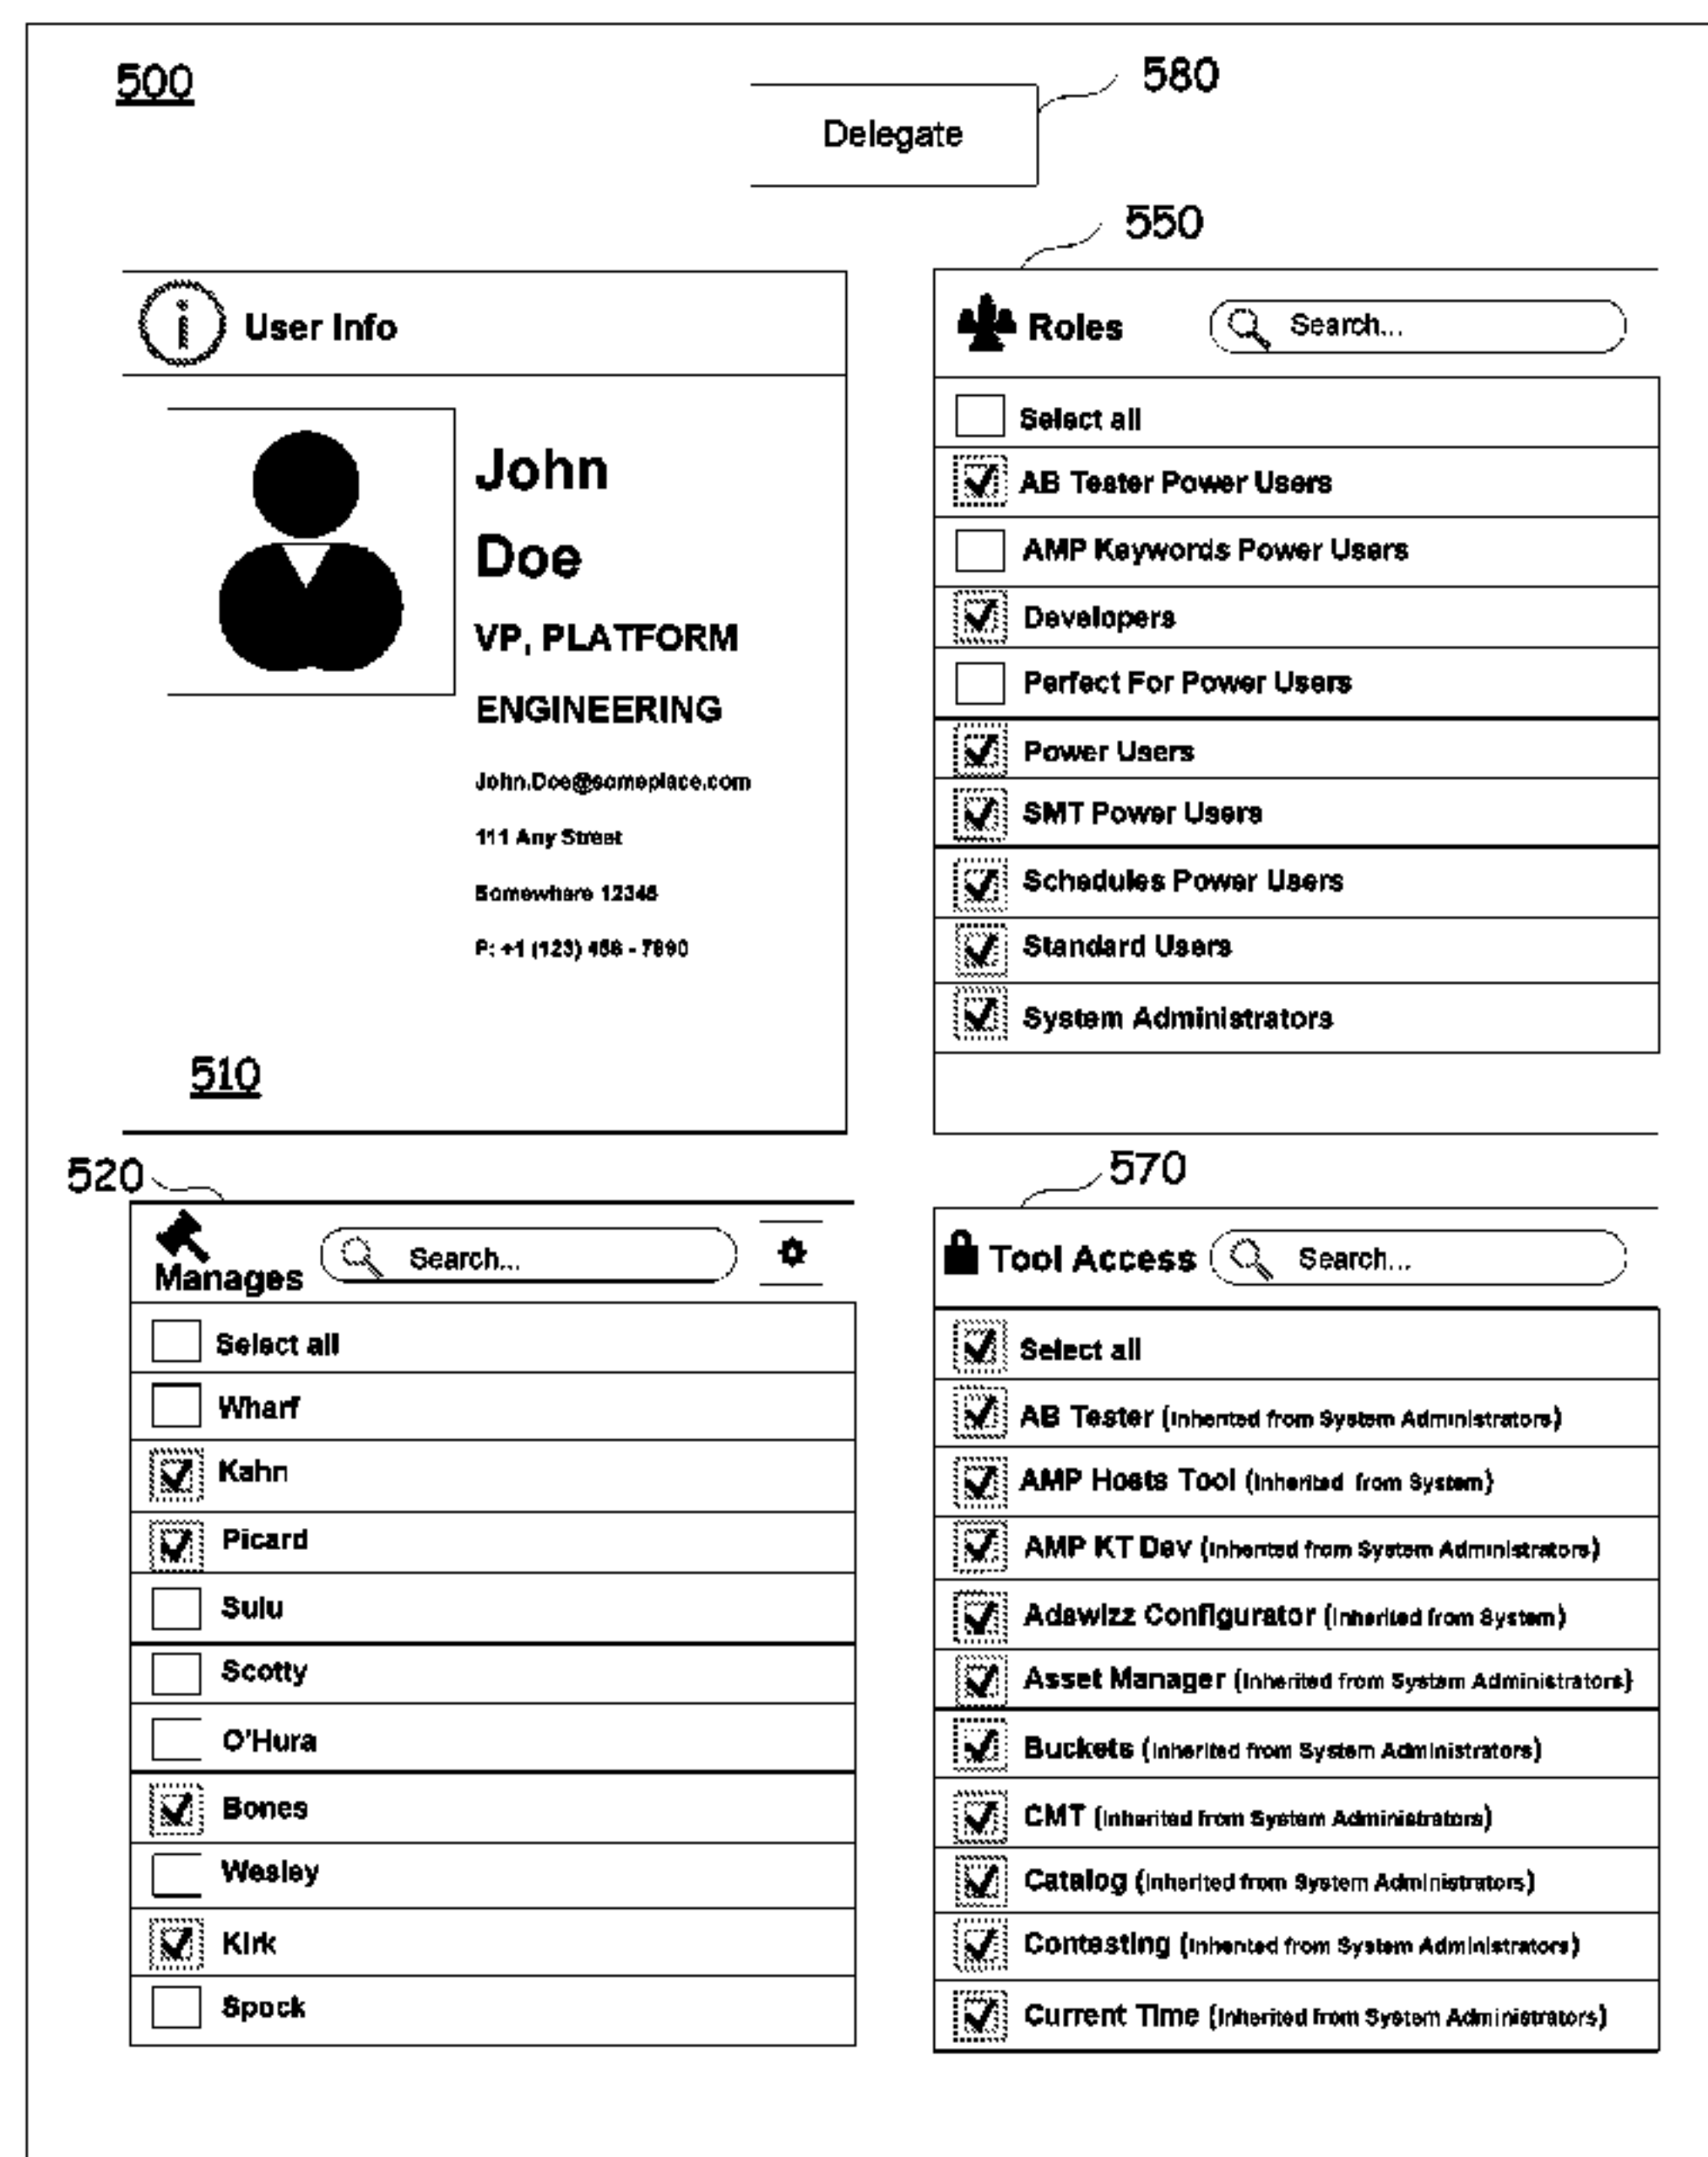 500
580
Delegate
550
User Info
John
Doe
VP, PLATFORM
ENGINEERING
John.Doe@someplace.com
111 Any Street
Somewhere 12345
P: +1 (123) 456 - 7890
510
Roles
Search...
Select all
AB Tester Power Users
AMP Keywords Power Users
Developers
Perfect For Power Users
Power Users
SMT Power Users
Schedules Power Users
Standard Users
System Administrators
520
Manages
Search...
Select all
Wharf
Kahn
Picard
Sulu
Scotty
O'Hura
Bones
Wesley
Kirk
Spock
570
Tool Access
Search...
Select all
AB Tester (Inherited from System Administrators)
AMP Hosts Tool (Inherited from System)
AMP KT Dev (Inherited from System Administrators)
Adswizz Configurator (Inherited from System)
Asset Manager (Inherited from System Administrators)
Buckets (Inherited from System Administrators)
CMT (Inherited from System Administrators)
Catalog (Inherited from System Administrators)
Contesting (Inherited from System Administrators)
Current Time (Inherited from System Administrators)